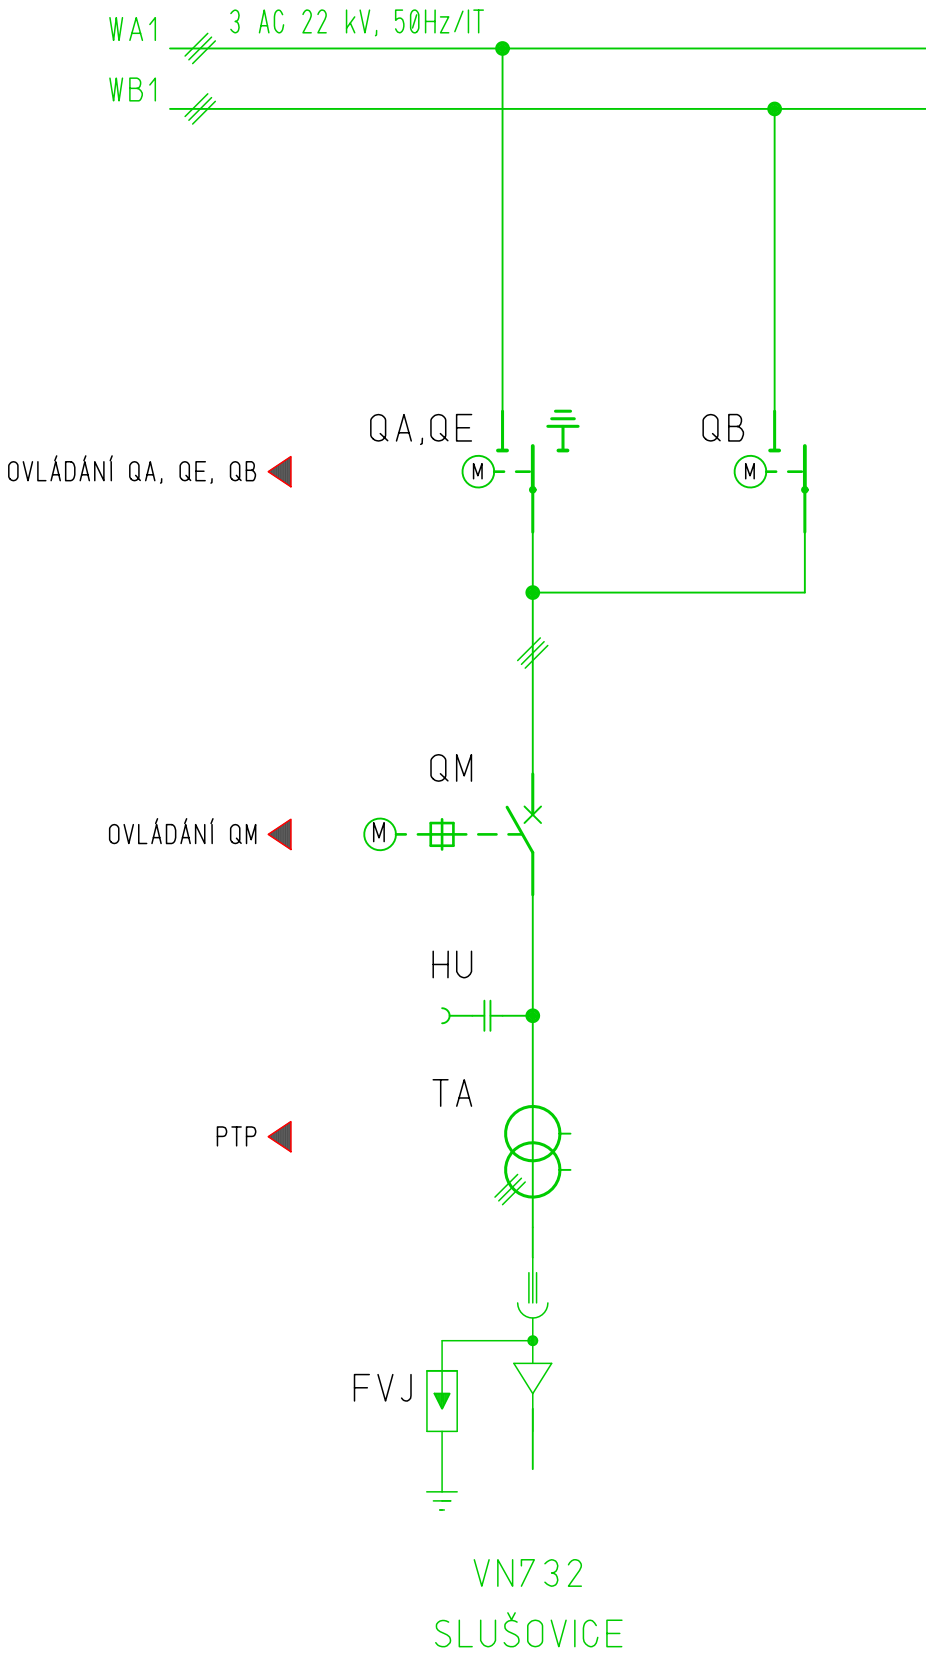 WA1 3 AC 22 kV, 50Hz/IT
WB1
QA,QE
QB
OVLÁDÁNÍ QA, QE, QB
M
M
QM
OVLÁDÁNÍ QM
M
HU
TA
PTP
FVJ
VN732
SLUŠOVICE